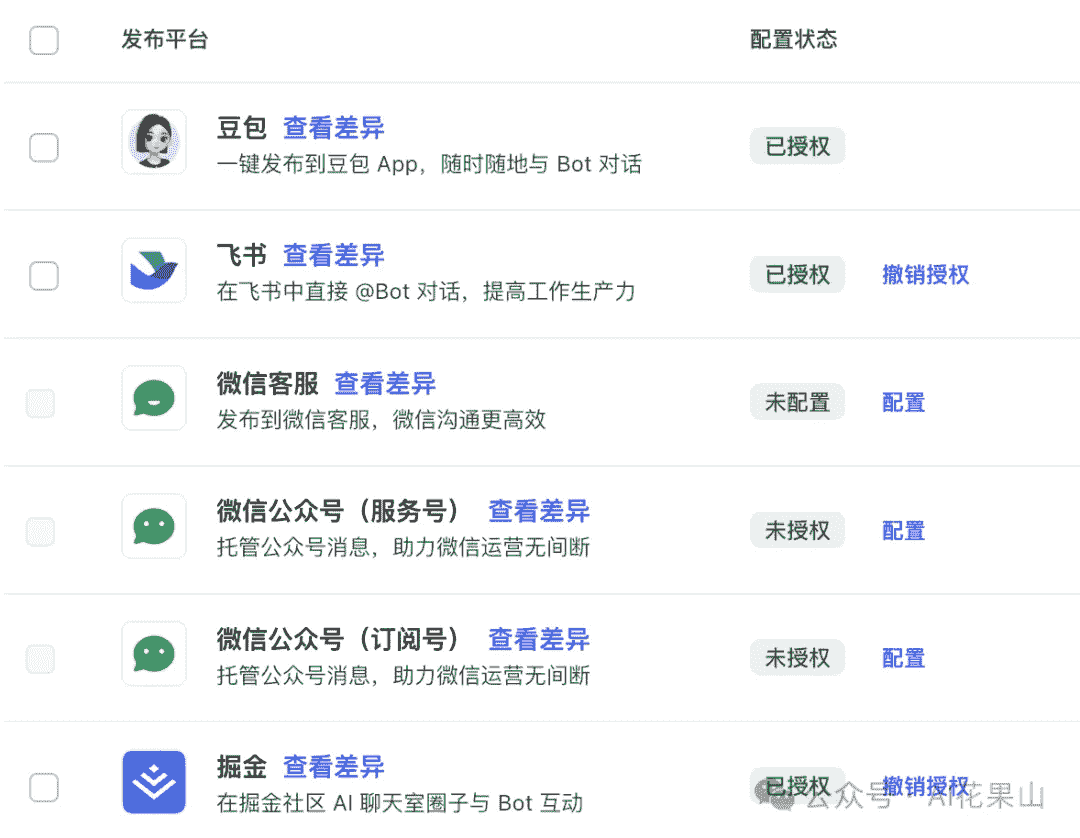 发布平台 配置状态
豆包 查看差异
一键发布到豆包 App，随时随地与 Bot 对话
已授权
飞书 查看差异
在飞书中直接 @Bot 对话，提高工作生产力
已授权 撤销授权
微信客服 查看差异
发布到微信客服，微信沟通更高效
未配置 配置
微信公众号（服务号） 查看差异
托管公众号消息，助力微信运营无间断
未授权 配置
微信公众号（订阅号） 查看差异
托管公众号消息，助力微信运营无间断
未授权 配置
掘金 查看差异
在掘金社区 AI 聊天室圈子与 Bot 互动
已授权 撤销授权
公众号 · AI花果山